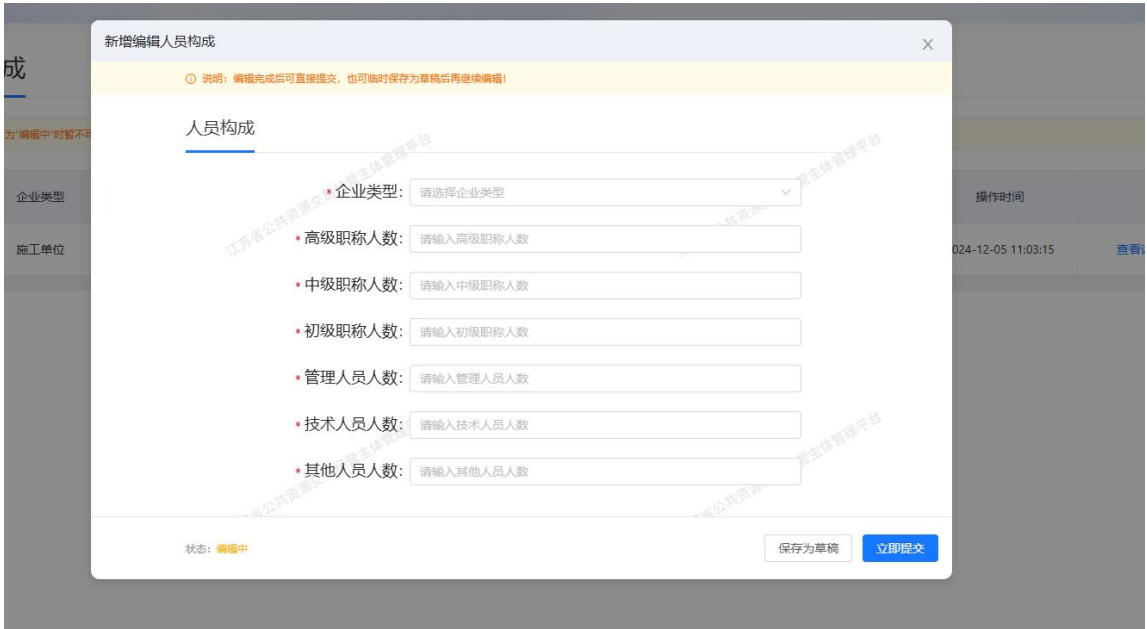 新增编辑人员构成
成
说明：编辑完成后可直接提交，也可临时保存为草稿后再继续编辑！
人员构成
为"编辑中"时暂不可
企业类型
*企业类型：请选择企业类型
操作时间
*高级职称人数：请输入高级职称人数
施工单位
024-12-05 11:03:15
查看
*中级职称人数：请输入中级职称人数
*初级职称人数：请输入初级职称人数
*管理人员人数：请输入管理人员人数
*技术人员人数：请输入技术人员人数
*其他人员人数：请输入其他人员人数
状态：编辑中
保存为草稿
立即提交